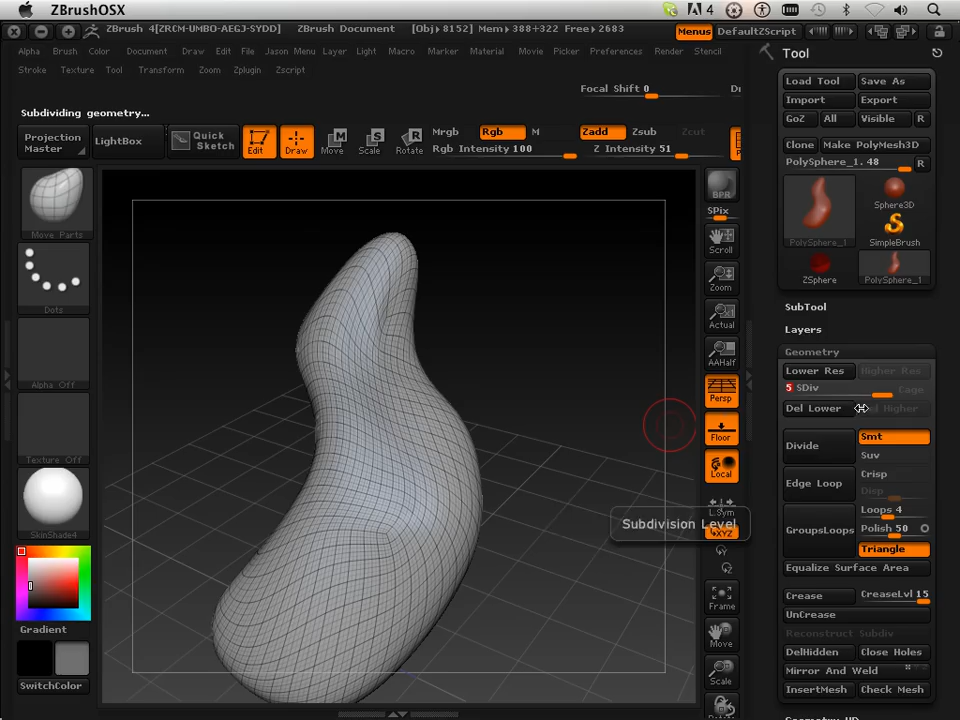 ZBrushOSX
4
ZBrush 4[ZRCM-UMBO-AEGJ-SYDD] ZBrush Document [Obj]8152 [Mem]388+322 [Free]2683
Menus DefaultZScript
Alpha Brush Color Document Draw Edit File Jason Menu Layer Light Macro Marker Material Movie Picker Preferences Render Stencil
Stroke Texture Tool Transform Zoom Zplugin Zscript
Focal Shift 0
Subdividing geometry...
Projection Master
LightBox
Quick Sketch
Edit
Draw
Move
Scale
Rotate
Mrgb Rgb M
Rgb Intensity 100
Zadd Zsub Zcut
Z Intensity 51
Move Parts
Dots
Alpha Off
Texture Off
SkinShade4
Gradient
SwitchColor
BPR
SPix
Scroll
Zoom
Actual
AAHalf
Persp
Floor
Local
L.Sym
XYZ
Frame
Move
Scale
Subdivision Level
Tool
Load Tool Save As
Import Export
GoZ All Visible R
Clone Make PolyMesh3D
PolySphere_1. 48 R
PolySphere_1
Sphere3D
SimpleBrush
ZSphere PolySphere_1
SubTool
Layers
Geometry
Lower Res Higher Res
5 SDiv Cage
Del Lower
Divide
Smt
Suv
Edge Loop
Crisp
Disp
GroupsLoops
Loops 4
Polish 50
Triangle
Equalize Surface Area
Crease CreaseLvl 15
UnCrease
Reconstruct Subdiv
DelHidden Close Holes
Mirror And Weld
InsertMesh Check Mesh